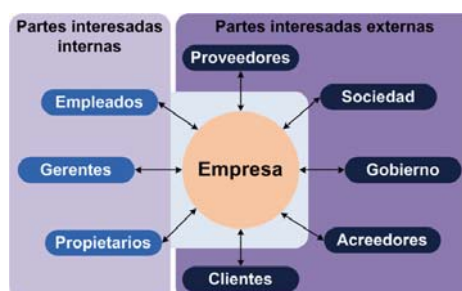 Partes interesadas
internas
Partes interesadas externas
Proveedores
Empleados
Sociedad
Gerentes
Empresa
Gobierno
Propietarios
Acreedores
Clientes